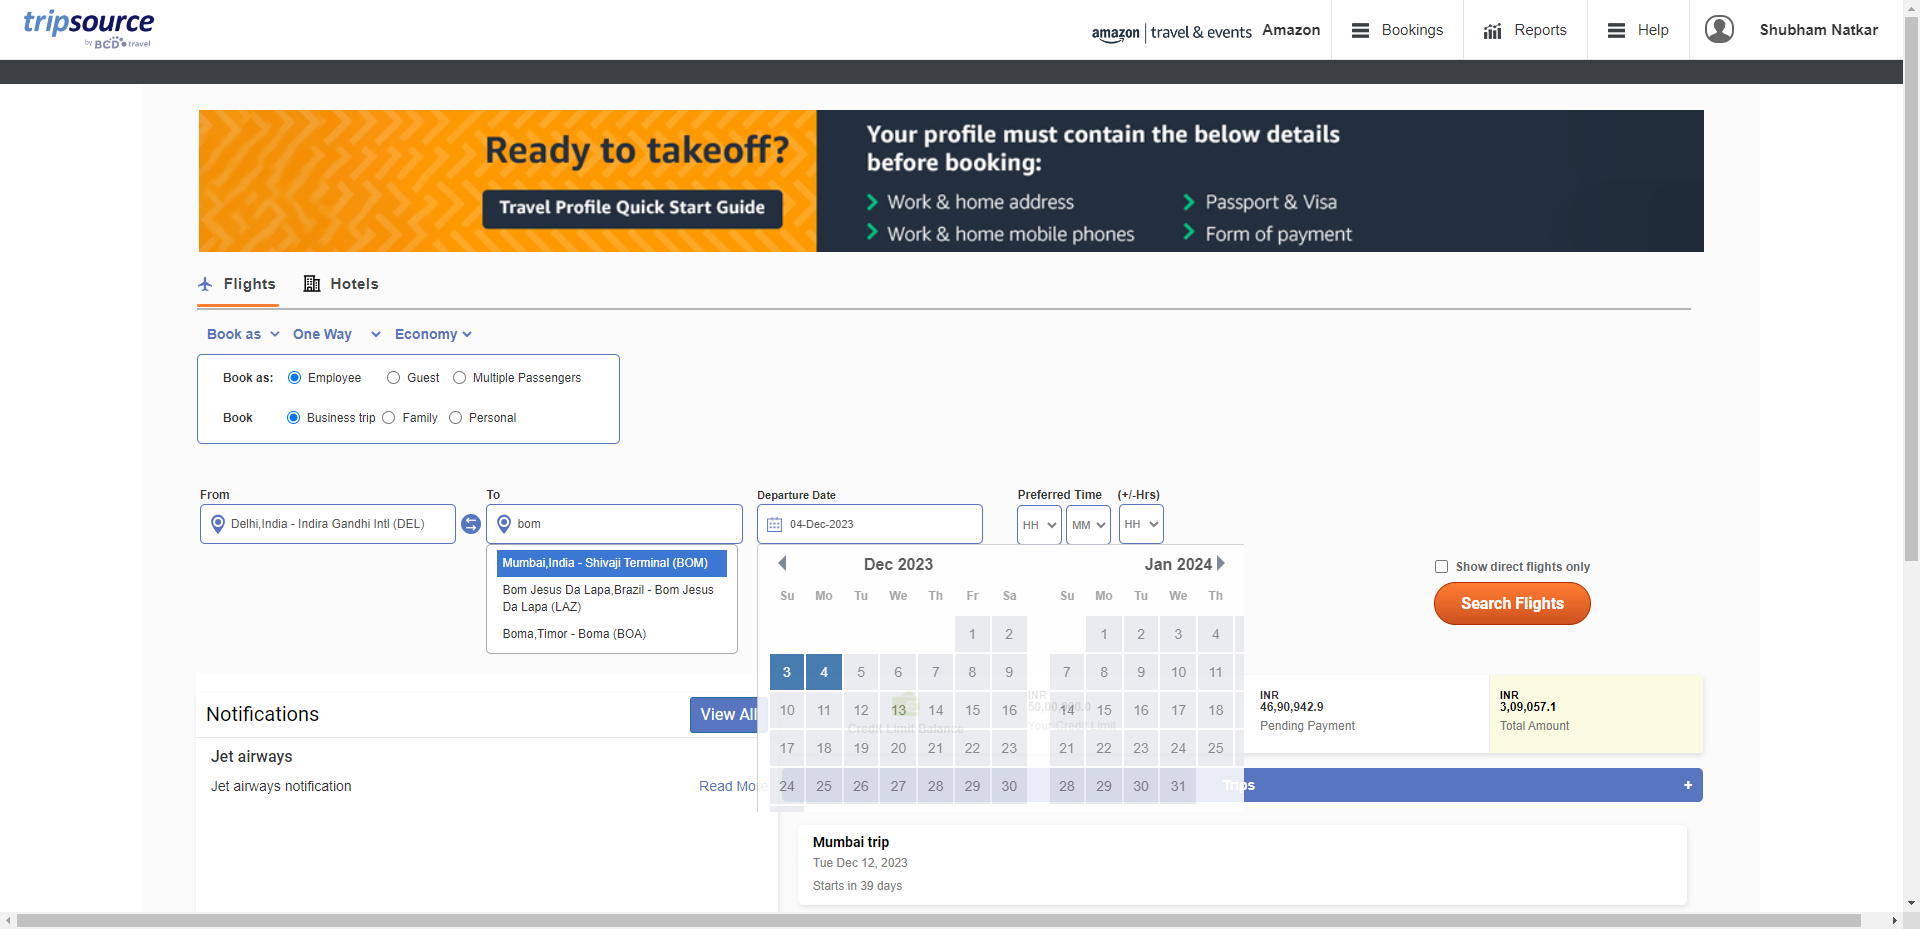 tripsource
by BCD travel
amazon | travel & events Amazon
Bookings
Reports
Help
Shubham Natkar
Ready to takeoff?
Travel Profile Quick Start Guide
Your profile must contain the below details
before booking:
Work & home address
Passport & Visa
Work & home mobile phones
Form of payment
Flights
Hotels
Book as
One Way
Economy
Book as: Employee Guest Multiple Passengers
Book Business trip Family Personal
From
To
Departure Date
Preferred Time
(+/-Hrs)
Delhi,India - Indira Gandhi Intl (DEL)
bom
04-Dec-2023
HH
MM
HH
Mumbai,India - Shivaji Terminal (BOM)
Bom Jesus Da Lapa,Brazil - Bom Jesus
Da Lapa (LAZ)
Boma,Timor - Boma (BOA)
Dec 2023
Su Mo Tu We Th Fr Sa
1 2
3 4 5 6 7 8 9
10 11 12 13 14 15 16
17 18 19 20 21 22 23
24 25 26 27 28 29 30
Jan 2024
Su Mo Tu We Th
1 2 3 4
7 8 9 10 11
14 15 16 17 18
21 22 23 24 25
28 29 30 31
Show direct flights only
Search Flights
Notifications
View All
Jet airways
Jet airways notification
Read More
Credit Limit Balance
INR
50,00,000.0
Your Credit Limit
INR
46,90,942.9
Pending Payment
INR
3,09,057.1
Total Amount
Trips
+
Mumbai trip
Tue Dec 12, 2023
Starts in 39 days